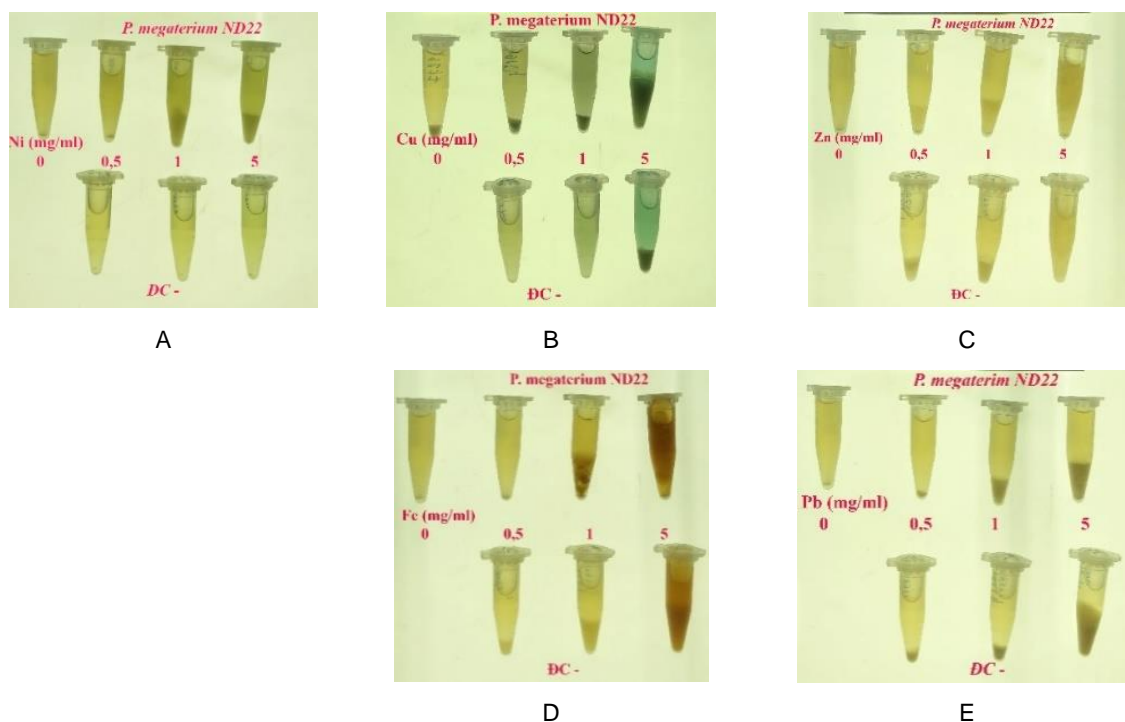 P. megaterium ND22
Ni (mg/ml)
0 0,5 1 5
ĐC -
A
P. megaterium ND22
Cu (mg/ml)
0 0,5 1 5
ĐC -
B
P. megaterium ND22
Zn (mg/ml)
0 0,5 1 5
ĐC -
C
P. megaterium ND22
Fe (mg/ml)
0 0,5 1 5
ĐC -
D
P. megaterim ND22
Pb (mg/ml)
0 0,5 1 5
ĐC -
E